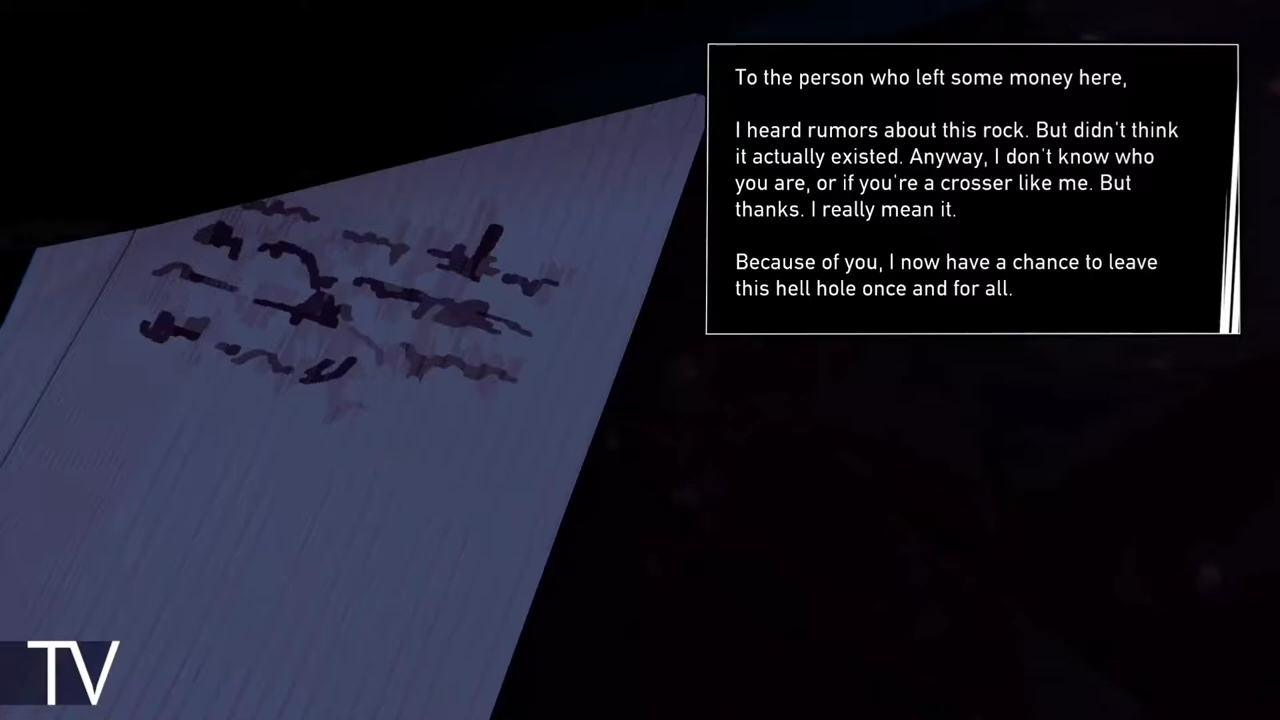 To the person who left some money here,
I heard rumors about this rock. But didn't think
it actually existed. Anyway, I don't know who
you are, or if you're a crosser like me. But
thanks. I really mean it.
Because of you, I now have a chance to leave
this hell hole once and for all.
TV